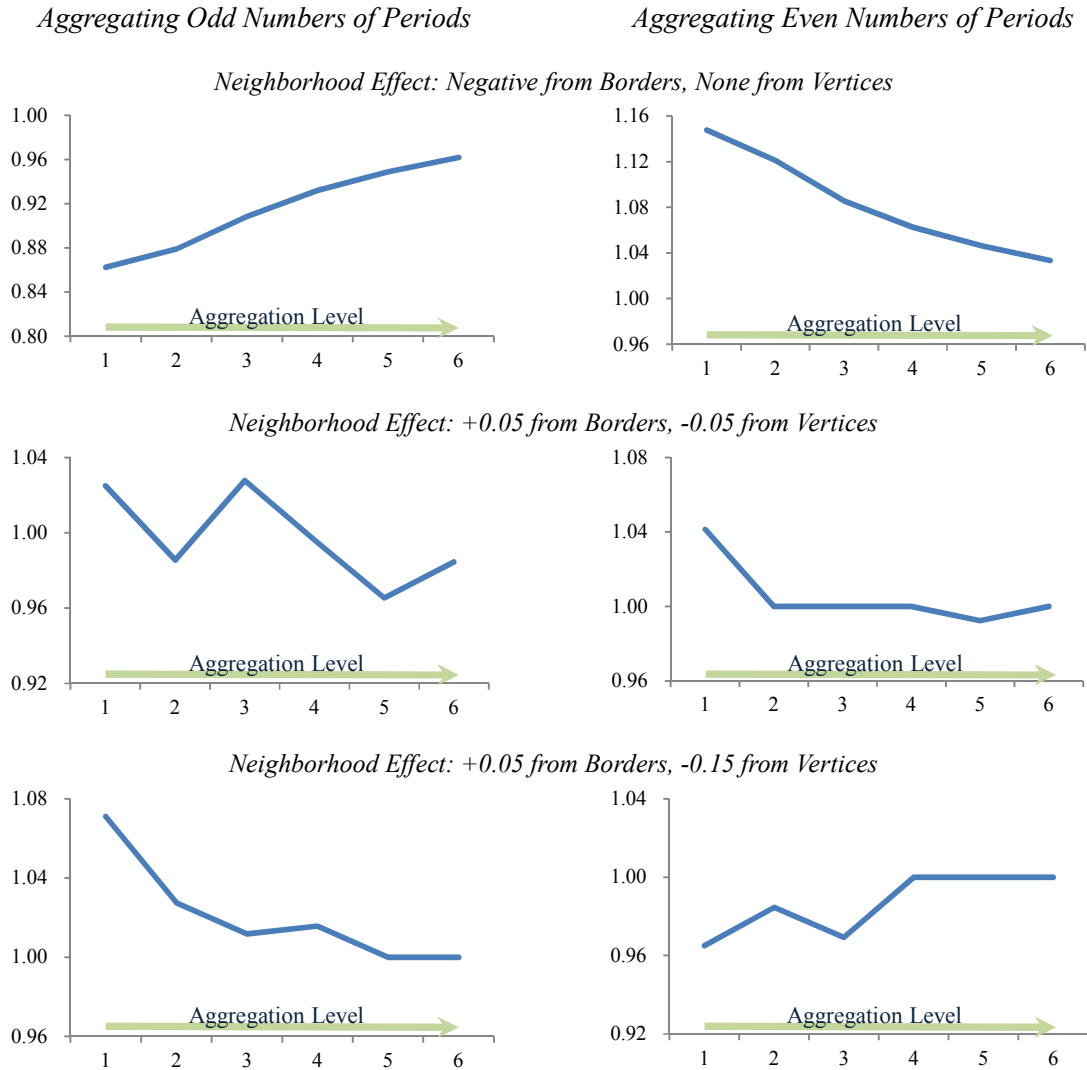 Aggregating Odd Numbers of Periods
Aggregating Even Numbers of Periods
Neighborhood Effect: Negative from Borders, None from Vertices
1.00
0.96
0.92
0.88
0.84
0.80
Aggregation Level
1 2 3 4 5 6
1.16
1.12
1.08
1.04
1.00
0.96
Aggregation Level
1 2 3 4 5 6
Neighborhood Effect: +0.05 from Borders, -0.05 from Vertices
1.04
1.00
0.96
0.92
Aggregation Level
1 2 3 4 5 6
1.08
1.04
1.00
0.96
Aggregation Level
1 2 3 4 5 6
Neighborhood Effect: +0.05 from Borders, -0.15 from Vertices
1.08
1.04
1.00
0.96
Aggregation Level
1 2 3 4 5 6
1.04
1.00
0.96
0.92
Aggregation Level
1 2 3 4 5 6